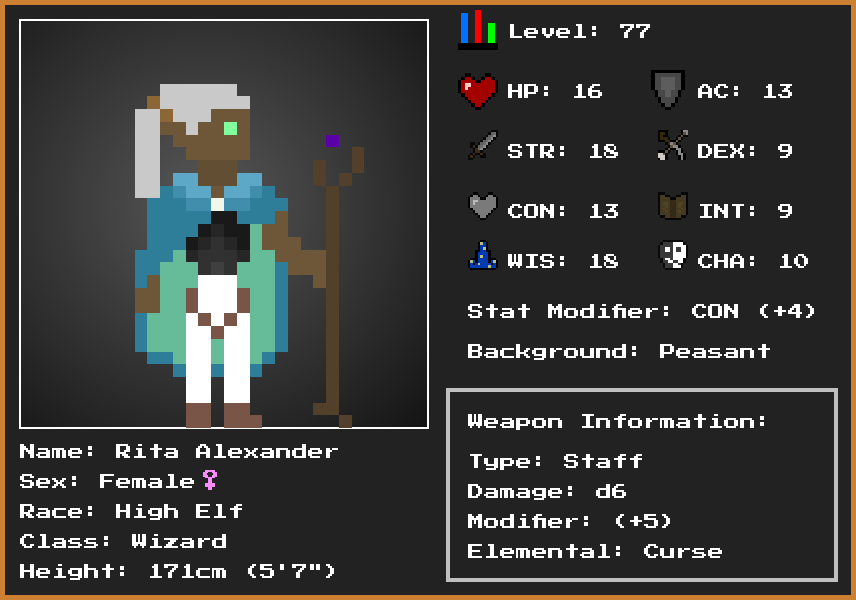 Level: 77
HP: 16
AC: 13
STR: 18
DEX: 9
CON: 13
INT: 9
WIS: 18
CHA: 10
Stat Modifier: CON (+4)
Background: Peasant
Name: Rita Alexander
Sex: Female♀
Race: High Elf
Class: Wizard
Height: 171cm (5'7")
Weapon Information:
Type: Staff
Damage: d6
Modifier: (+5)
Elemental: Curse